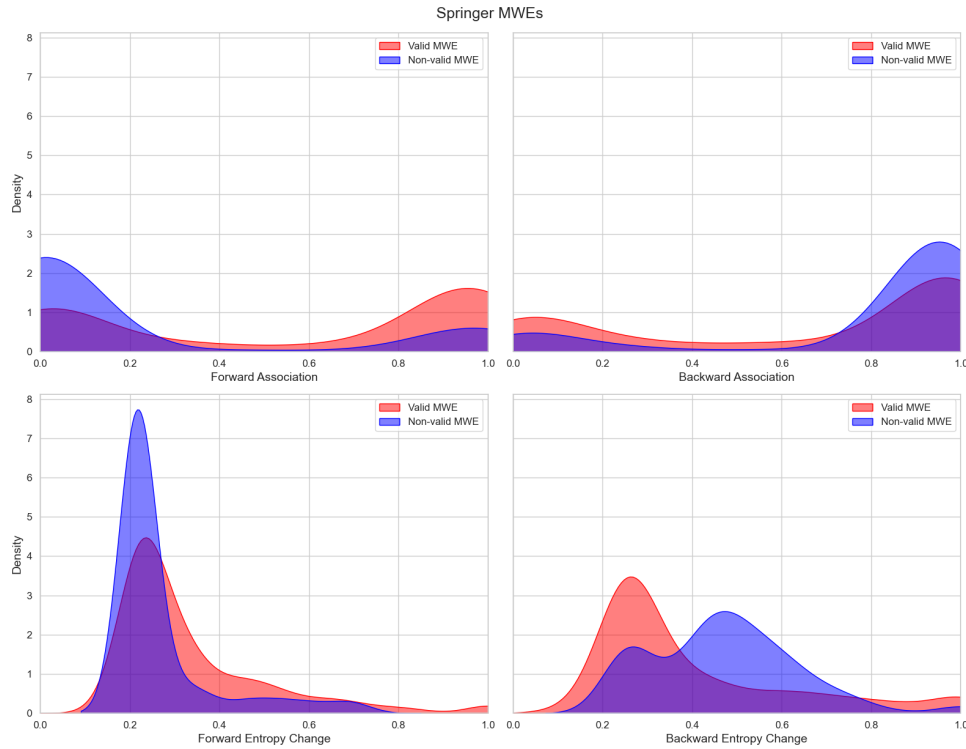 Springer MWEs
8
7
6
5
4
3
2
1
0
Density
Valid MWE
Non-valid MWE
0.0 0.2 0.4 0.6 0.8 1.0
Forward Association
Valid MWE
Non-valid MWE
0.0 0.2 0.4 0.6 0.8 1.0
Backward Association
8
7
6
5
4
3
2
1
0
Density
Valid MWE
Non-valid MWE
0.0 0.2 0.4 0.6 0.8 1.0
Forward Entropy Change
Valid MWE
Non-valid MWE
0.0 0.2 0.4 0.6 0.8 1.0
Backward Entropy Change